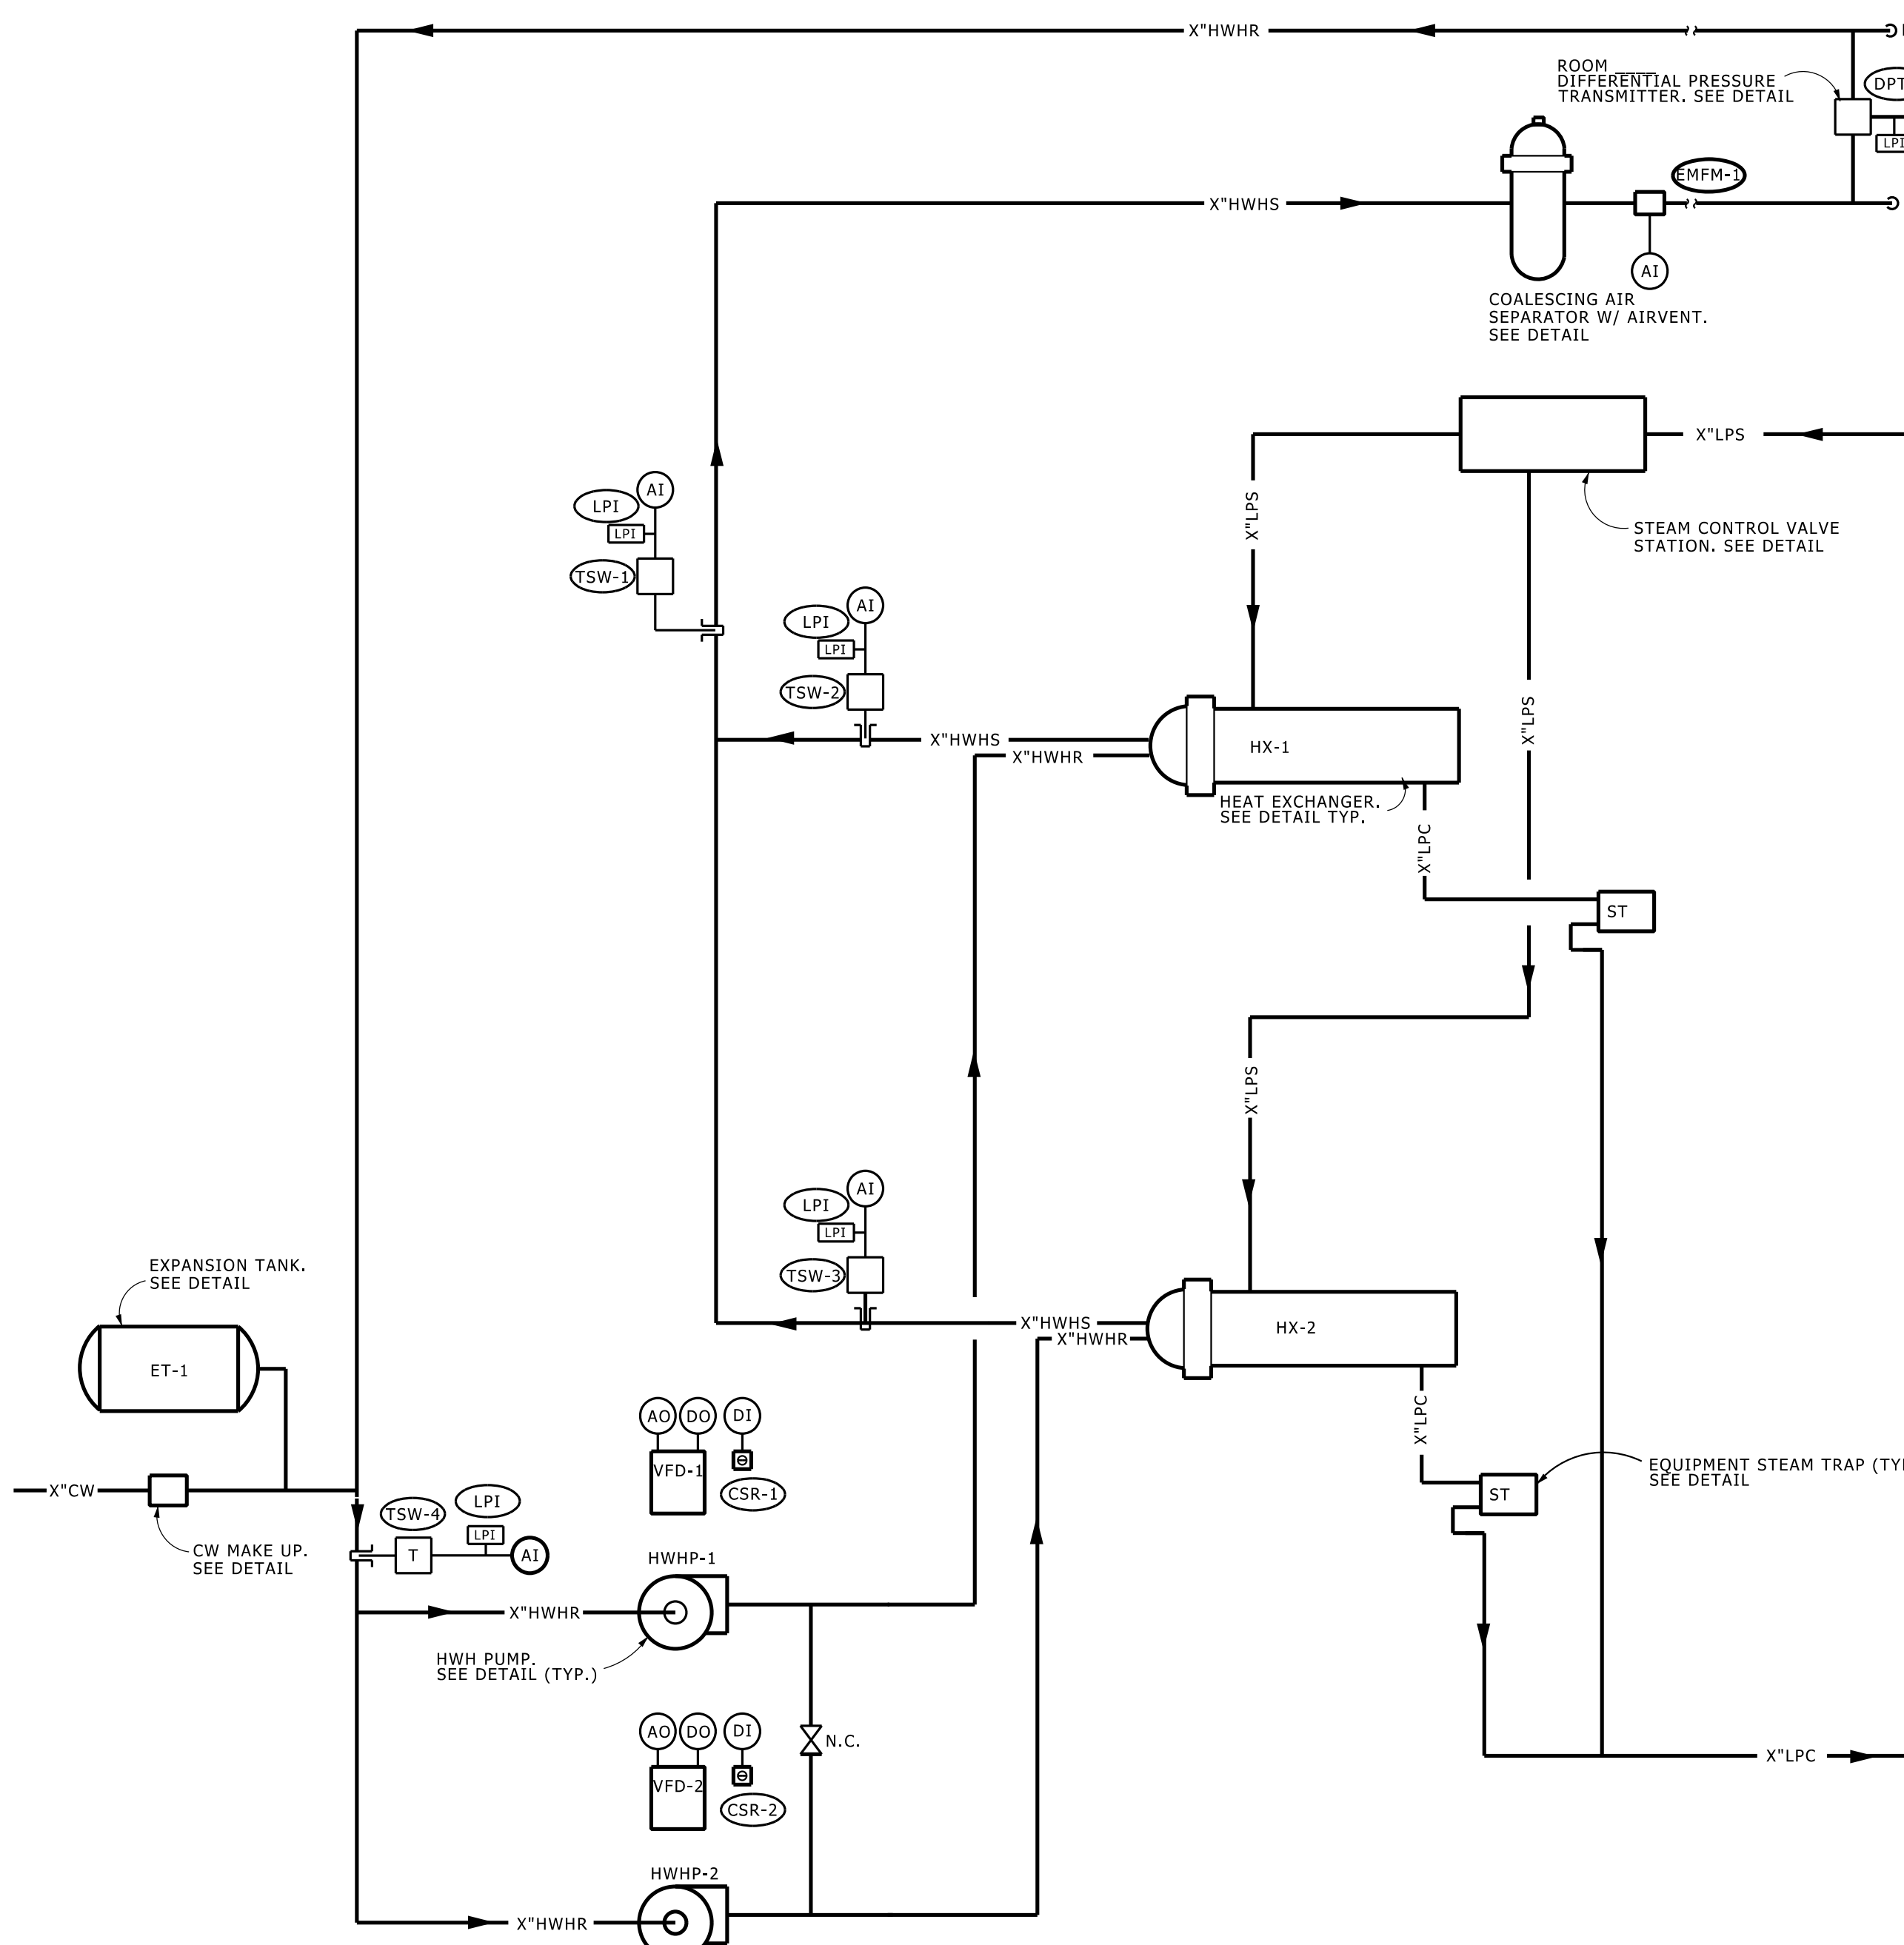 X"HWHR
ROOM ____
DIFFERENTIAL PRESSURE
TRANSMITTER. SEE DETAIL
DPT
LPI
EMFM-1
X"HWHS
AI
COALESCING AIR
SEPARATOR W/ AIRVENT.
SEE DETAIL
X"LPS
X"LPS
STEAM CONTROL VALVE
STATION. SEE DETAIL
AI
LPI
LPI
TSW-1
AI
LPI
LPI
TSW-2
X"LPS
X"HWHS
X"HWHR
HX-1
HEAT EXCHANGER.
SEE DETAIL TYP.
X"LPC
ST
X"LPS
AI
LPI
LPI
TSW-3
EXPANSION TANK.
SEE DETAIL
X"HWHS
X"HWHR
HX-2
ET-1
X"LPC
AO
DO
DI
VFD-1
CSR-1
EQUIPMENT STEAM TRAP (TY
SEE DETAIL
ST
X"CW
TSW-4
LPI
LPI
T
AI
CW MAKE UP.
SEE DETAIL
HWHP-1
X"HWHR
HWH PUMP.
SEE DETAIL (TYP.)
AO
DO
DI
N.C.
X"LPC
VFD-2
CSR-2
HWHP-2
X"HWHR